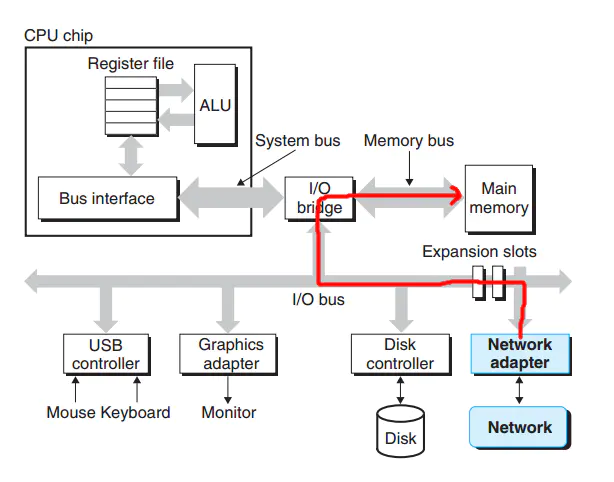 CPU chip
Register file
ALU
System bus
Memory bus
Bus interface
I/O
bridge
Main
memory
Expansion slots
I/O bus
USB
controller
Graphics
adapter
Disk
controller
Network
adapter
Mouse Keyboard
Monitor
Disk
Network